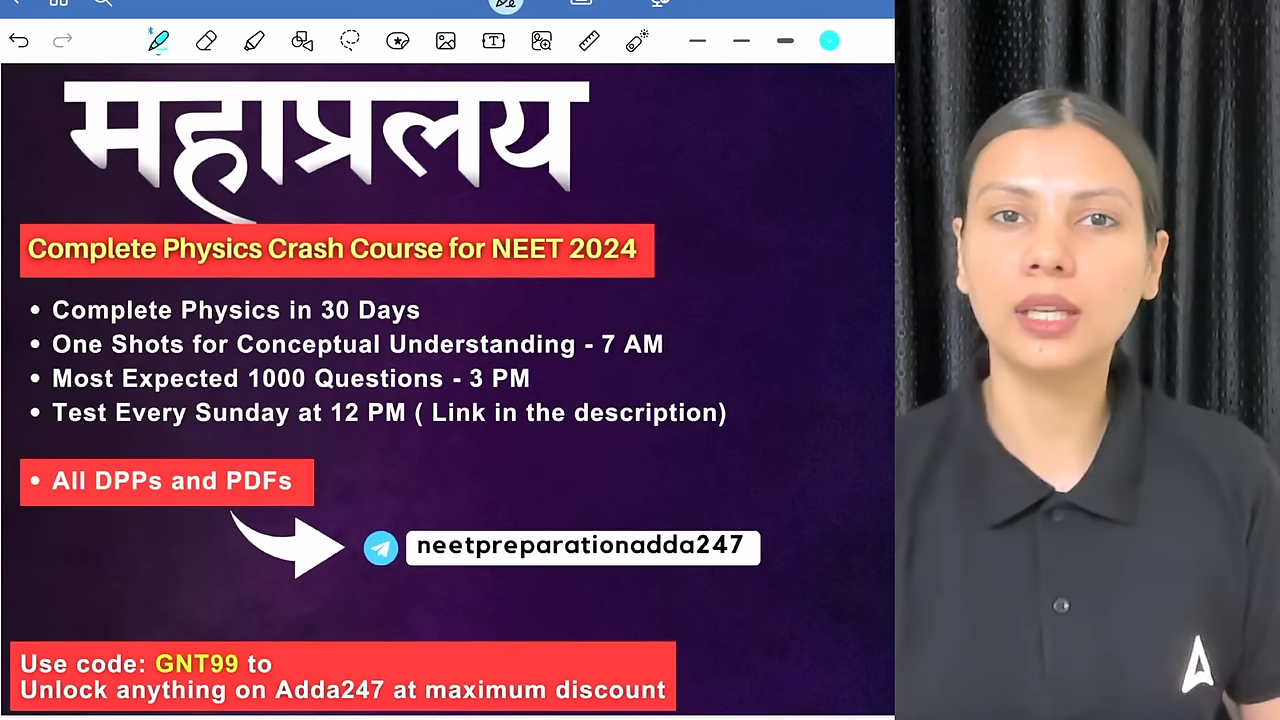 महाप्रलय
Complete Physics Crash Course for NEET 2024
• Complete Physics in 30 Days
• One Shots for Conceptual Understanding - 7 AM
• Most Expected 1000 Questions - 3 PM
• Test Every Sunday at 12 PM ( Link in the description)
• All DPPs and PDFs
neetpreparationadda247
Use code: GNT99 to
Unlock anything on Adda247 at maximum discount